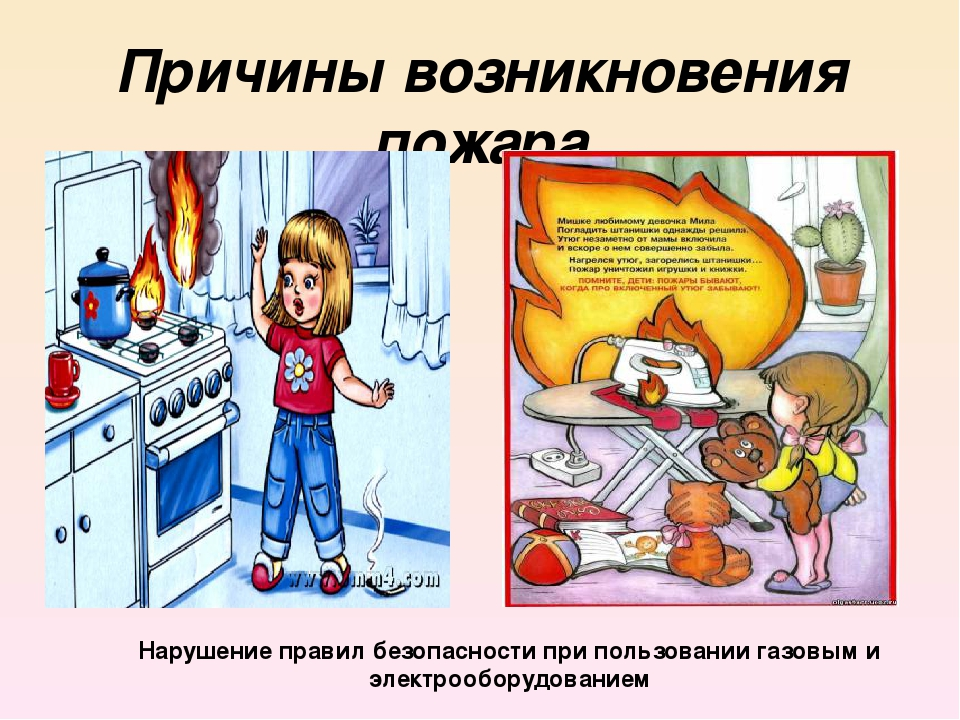 Причины возникновения
пожара
Мишке любимому девочка Мила
Погладить штанишки однажды решила.
Утюг незаметно от мамы включила
И вскоре о нем совершенно забыла.
Нагрелся утюг, загорелись штанишки...
Пожар уничтожил игрушки и книжки.
ПОМНИТЕ, ДЕТИ: ПОЖАРЫ БЫВАЮТ,
КОГДА ПРО ВКЛЮЧЕННЫЙ УТЮГ ЗАБЫВАЮТ!
Нарушение правил безопасности при пользовании газовым и
электрооборудованием